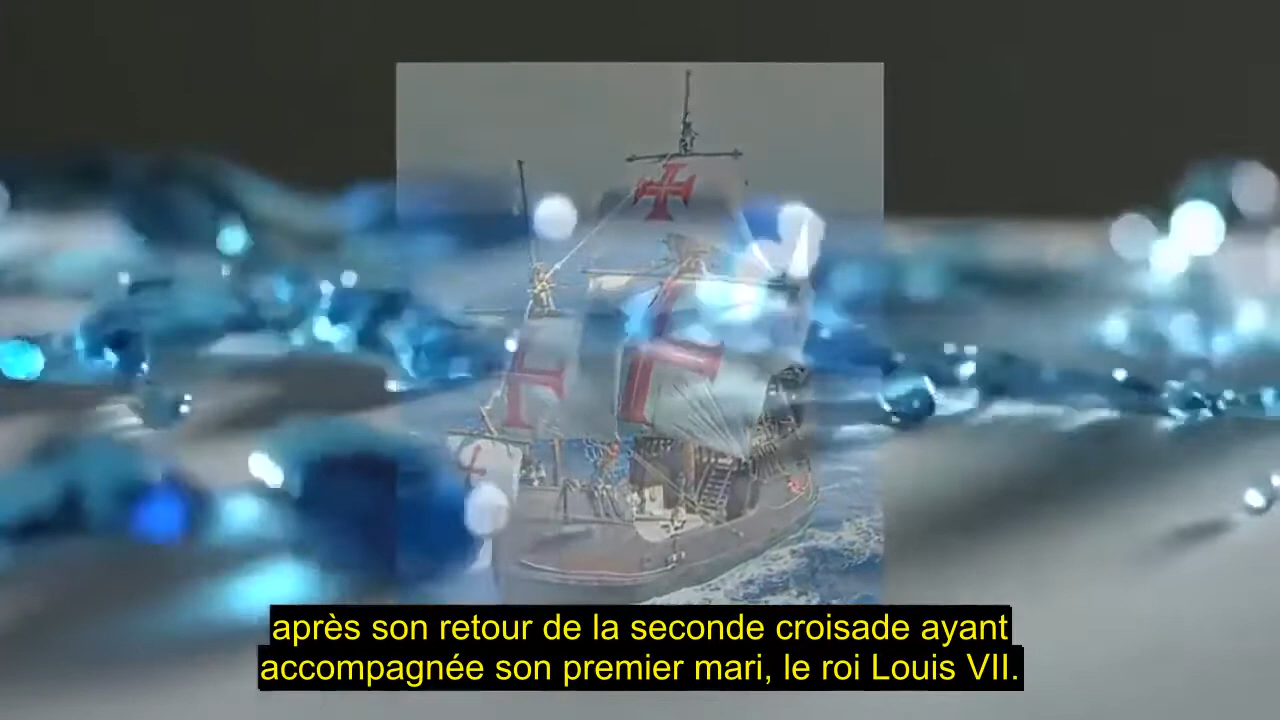 après son retour de la seconde croisade ayant
accompagnée son premier mari, le roi Louis VII.